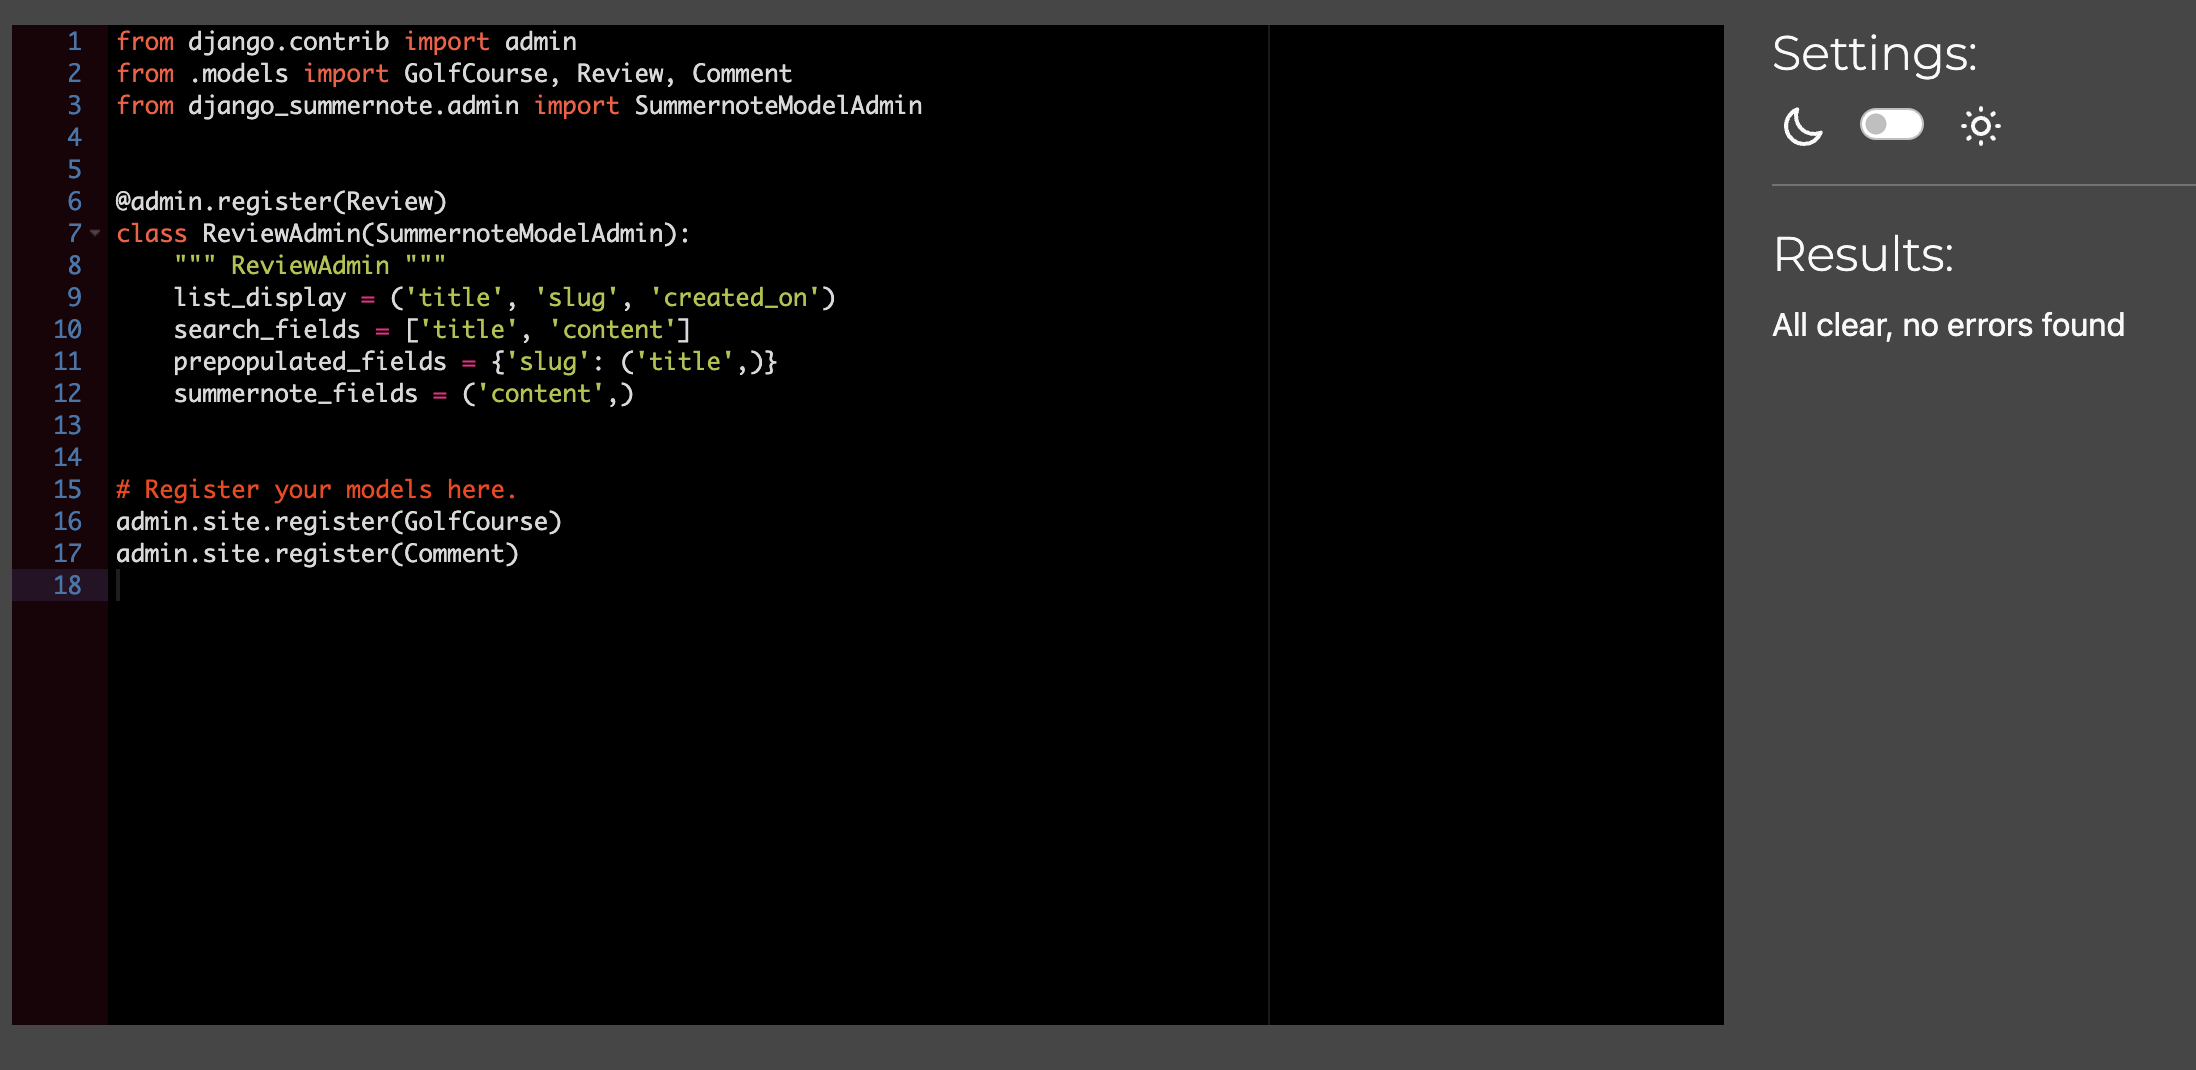 1 from django.contrib import admin
2 from .models import GolfCourse, Review, Comment
3 from django_summernote.admin import SummernoteModelAdmin
4
5
6 @admin.register(Review)
7 class ReviewAdmin(SummernoteModelAdmin):
8     """ ReviewAdmin """
9     list_display = ('title', 'slug', 'created_on')
10     search_fields = ['title', 'content']
11     prepopulated_fields = {'slug': ('title',)}
12     summernote_fields = ('content',)
13
14
15 # Register your models here.
16 admin.site.register(GolfCourse)
17 admin.site.register(Comment)
18
Settings:
Results:
All clear, no errors found